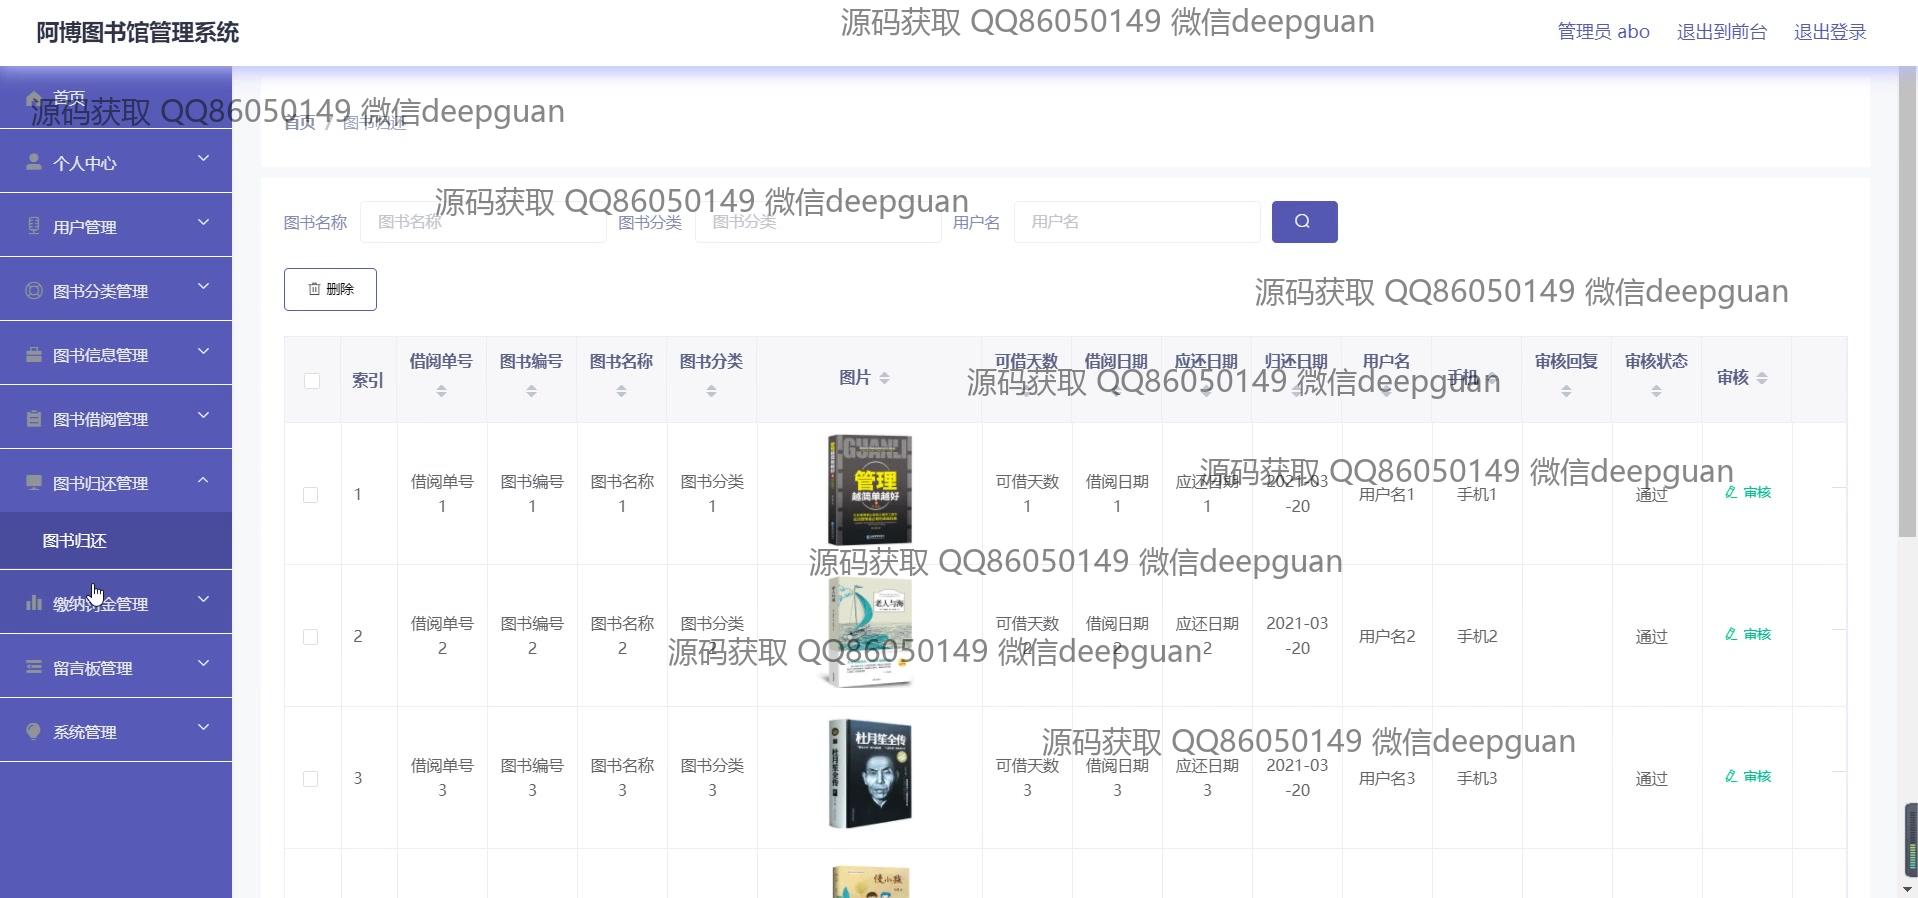 阿博图书馆管理系统
源码获取 QQ86050149 微信deepguan
管理员 abo
退出到前台
退出登录
首页
源码获取 QQ86050149 微信deepguan
首页 / 图书归还
个人中心
用户管理
图书分类管理
图书信息管理
图书借阅管理
图书归还管理
图书归还
缴纳罚金管理
留言板管理
系统管理
源码获取 QQ86050149 微信deepguan
图书名称 图书名称 图书分类 图书分类 用户名 用户名
删除
源码获取 QQ86050149 微信deepguan
索引 借阅单号 图书编号 图书名称 图书分类 图片 可借天数 借阅日期 应还日期 归还日期 用户名 手机 审核回复 审核状态 审核
源码获取 QQ86050149 微信deepguan
1 借阅单号1 图书编号1 图书名称1 图书分类1 可借天数1 借阅日期1 应还日期1 2021-03-20 用户名1 手机1 通过 审核
GUANLI
管理
越简单越好
源码获取 QQ86050149 微信deepguan
源码获取 QQ86050149 微信deepguan
2 借阅单号2 图书编号2 图书名称2 图书分类2 可借天数2 借阅日期2 应还日期2 2021-03-20 用户名2 手机2 通过 审核
老人与海
源码获取 QQ86050149 微信deepguan
源码获取 QQ86050149 微信deepguan
3 借阅单号3 图书编号3 图书名称3 图书分类3 可借天数3 借阅日期3 应还日期3 2021-03-20 用户名3 手机3 通过 审核
杜月笙全传
杜月笙全传